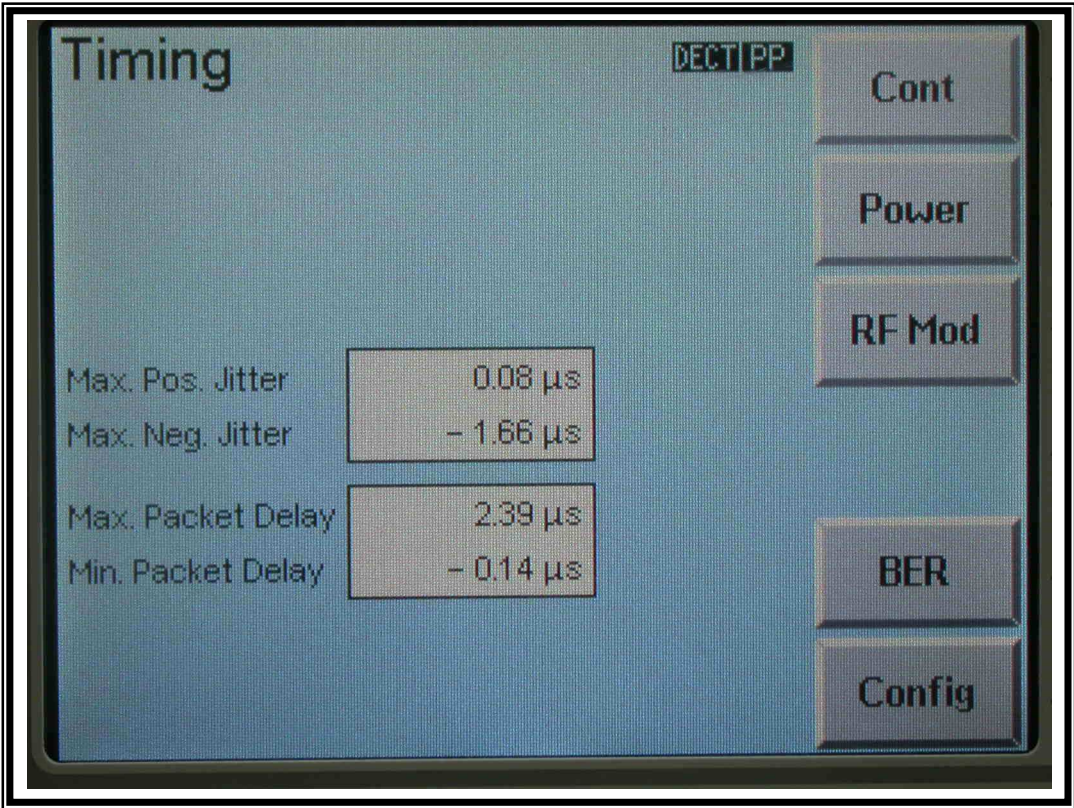 Timing
DECT PP
Cont
Power
RF Mod
Max. Pos. Jitter 0.08 µs
Max. Neg. Jitter – 1.66 µs
Max. Packet Delay 2.39 µs
Min. Packet Delay – 0.14 µs
BER
Config